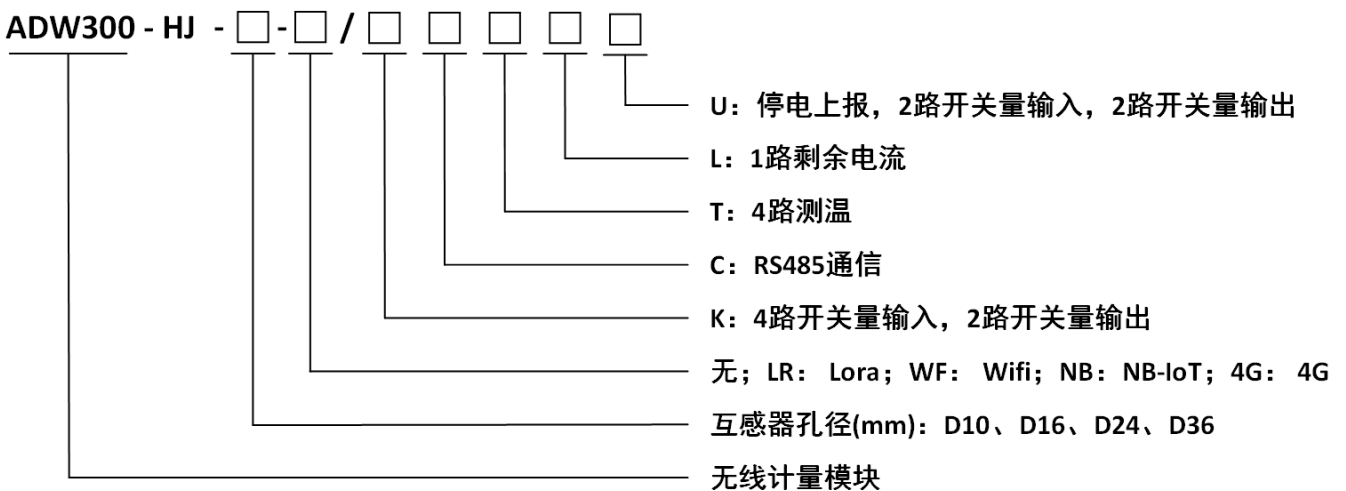 ADW300 - HJ - □ - □ / □ □ □ □ □
U：停电上报，2路开关量输入，2路开关量输出
L：1路剩余电流
T：4路测温
C：RS485通信
K：4路开关量输入，2路开关量输出
无；LR： Lora；WF： Wifi；NB：NB-IoT；4G： 4G
互感器孔径(mm)：D10、D16、D24、D36
无线计量模块